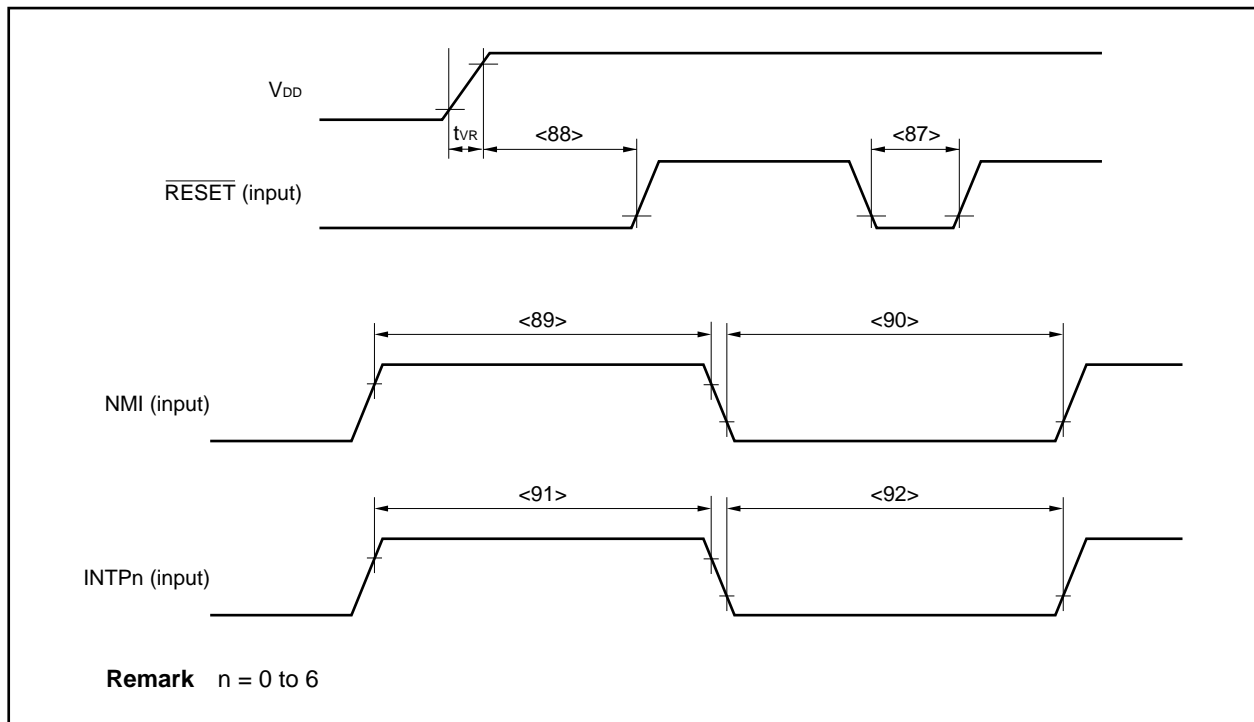 VDD
tVR
<88>
<87>
RESET (input)
<89>
<90>
NMI (input)
<91>
<92>
INTPn (input)
Remark n = 0 to 6